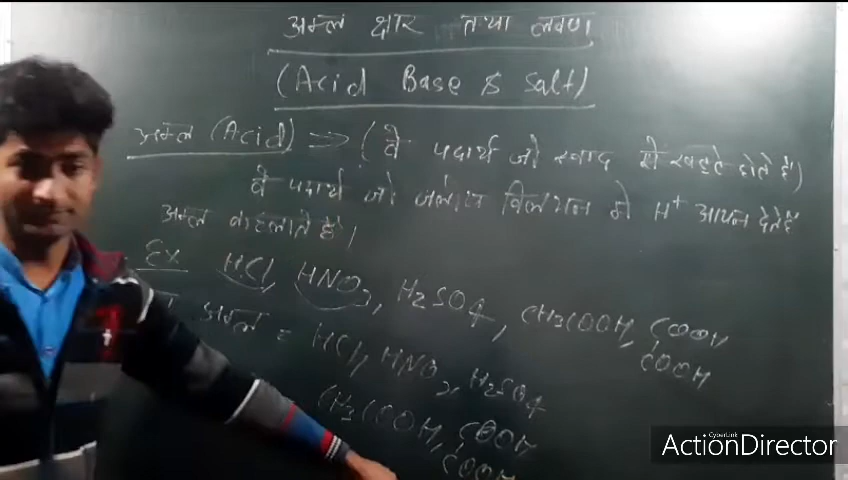 अम्ल क्षार तथा लवण
(Acid Base & Salt)
अम्ल (Acid) ⇒ (वे पदार्थ जो स्वाद से खट्टे होते हैं)
वे पदार्थ जो जलीय विलयन में H+ आयन देते हैं
अम्ल कहलाते हैं।
Ex HCl, HNO3, H2SO4, CH3COOH, COOH
COOH
अम्ल = HCl, HNO3, H2SO4
CH3COOH, COOH
COOH
CyberLink
ActionDirector